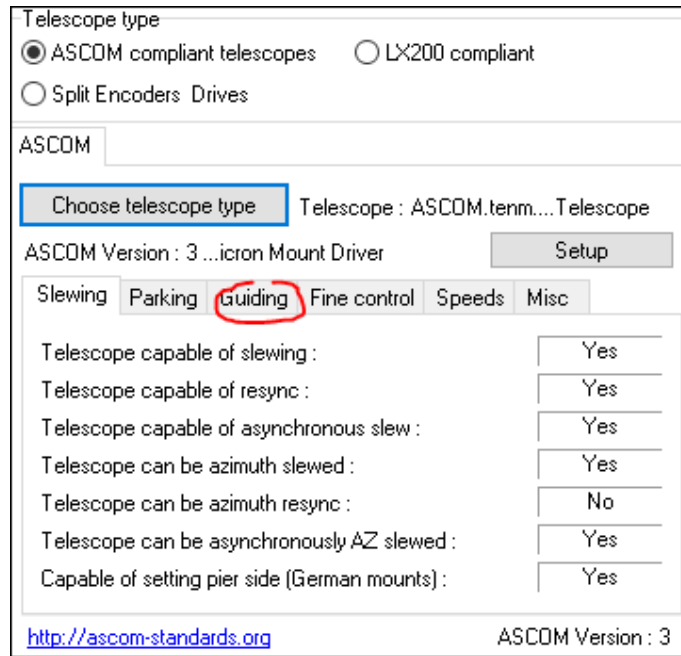 Telescope type
ASCOM compliant telescopes LX200 compliant
Split Encoders Drives
ASCOM
Choose telescope type Telescope : ASCOM.tenm....Telescope
ASCOM Version : 3 ...icron Mount Driver Setup
Slewing Parking Guiding Fine control Speeds Misc
Telescope capable of slewing : Yes
Telescope capable of resync : Yes
Telescope capable of asynchronous slew : Yes
Telescope can be azimuth slewed : Yes
Telescope can be azimuth resync : No
Telescope can be asynchronously AZ slewed : Yes
Capable of setting pier side (German mounts) : Yes
http://ascom-standards.org ASCOM Version : 3